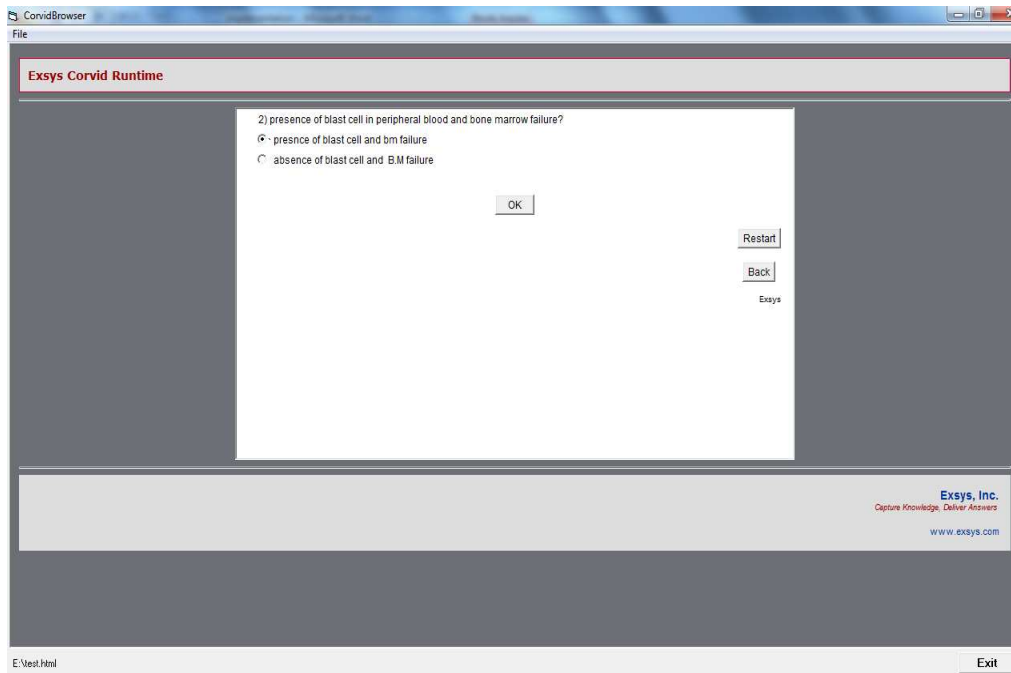 CorvidBrowser
File
Exsys Corvid Runtime
2) presence of blast cell in peripheral blood and bone marrow failure?
presnce of blast cell and bm failure
absence of blast cell and B.M failure
OK
Restart
Back
Exsys
Exsys, Inc.
Capture Knowledge, Deliver Answers
www.exsys.com
E:\test.html
Exit